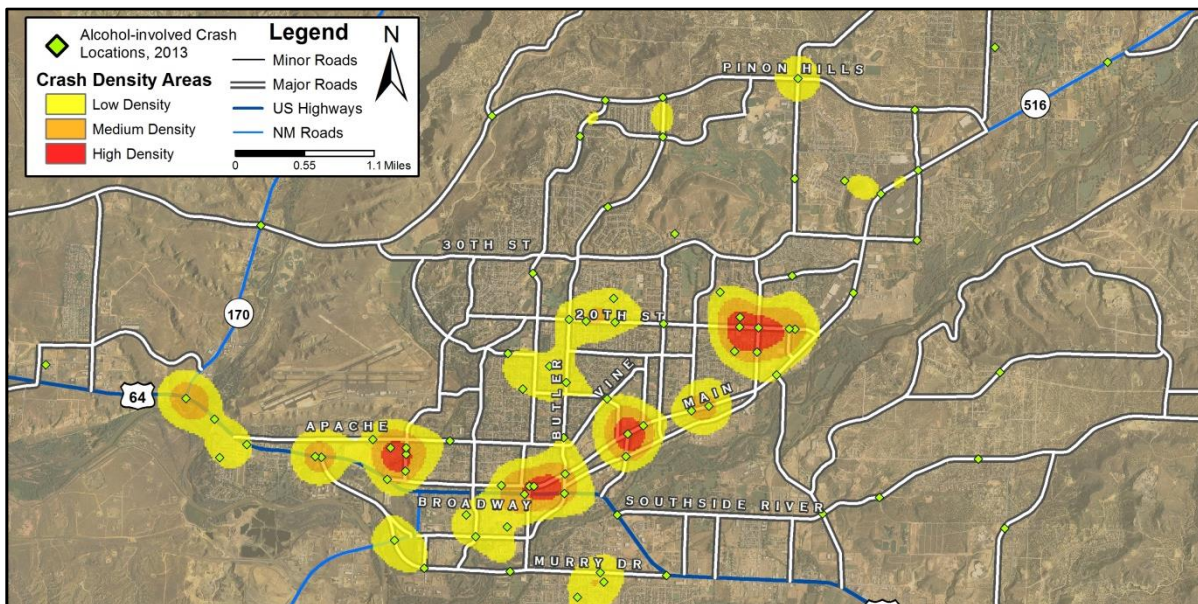 Alcohol-involved Crash
Locations, 2013
Crash Density Areas
Low Density
Medium Density
High Density
Legend
Minor Roads
Major Roads
US Highways
NM Roads
N
0 0.55 1.1 Miles
PINON HILLS
516
30TH ST
170
20TH ST
64
VINE
BUTLER
MAIN
APACHE
BROADWAY
SOUTHSIDE RIVER
MURRY DR